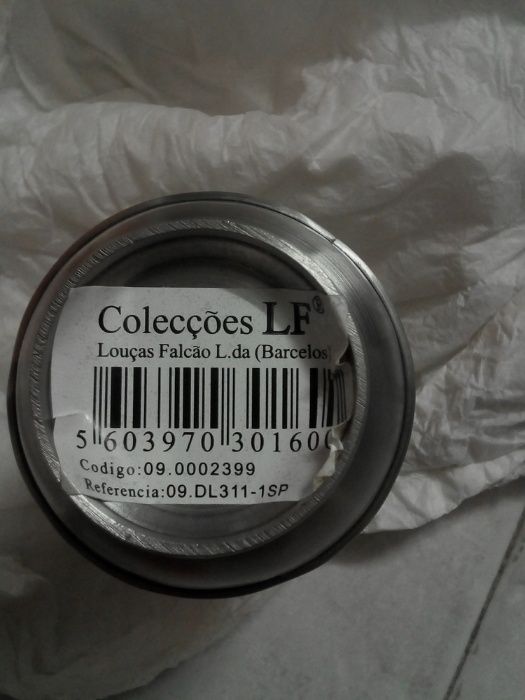 Colecções LF®
Louças Falcão L.da (Barcelos)
5 603970 30160
Codigo:09.0002399
Referencia:09.DL311-1SP